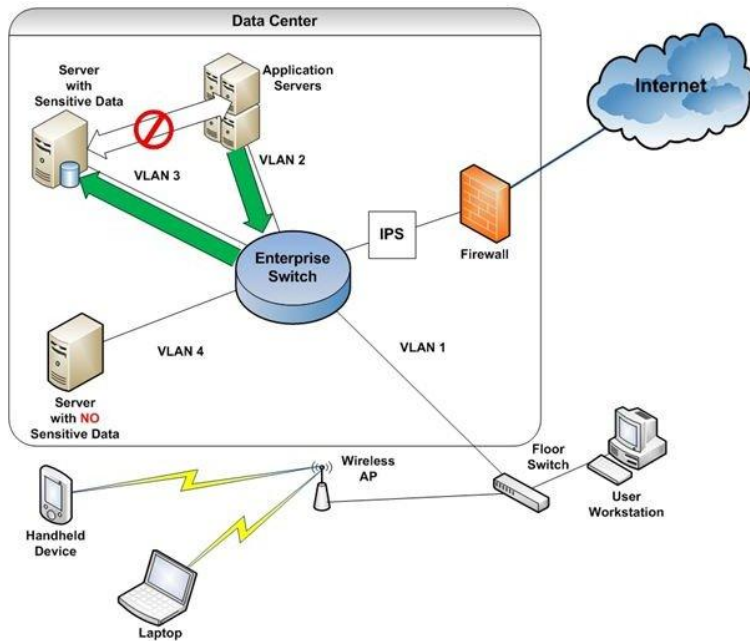 Data Center
Server
with
Sensitive Data
Application
Servers
Internet
VLAN 3
VLAN 2
IPS
Firewall
Enterprise
Switch
VLAN 4
VLAN 1
Server
with NO
Sensitive Data
Wireless
AP
Floor
Switch
User
Workstation
Handheld
Device
Laptop